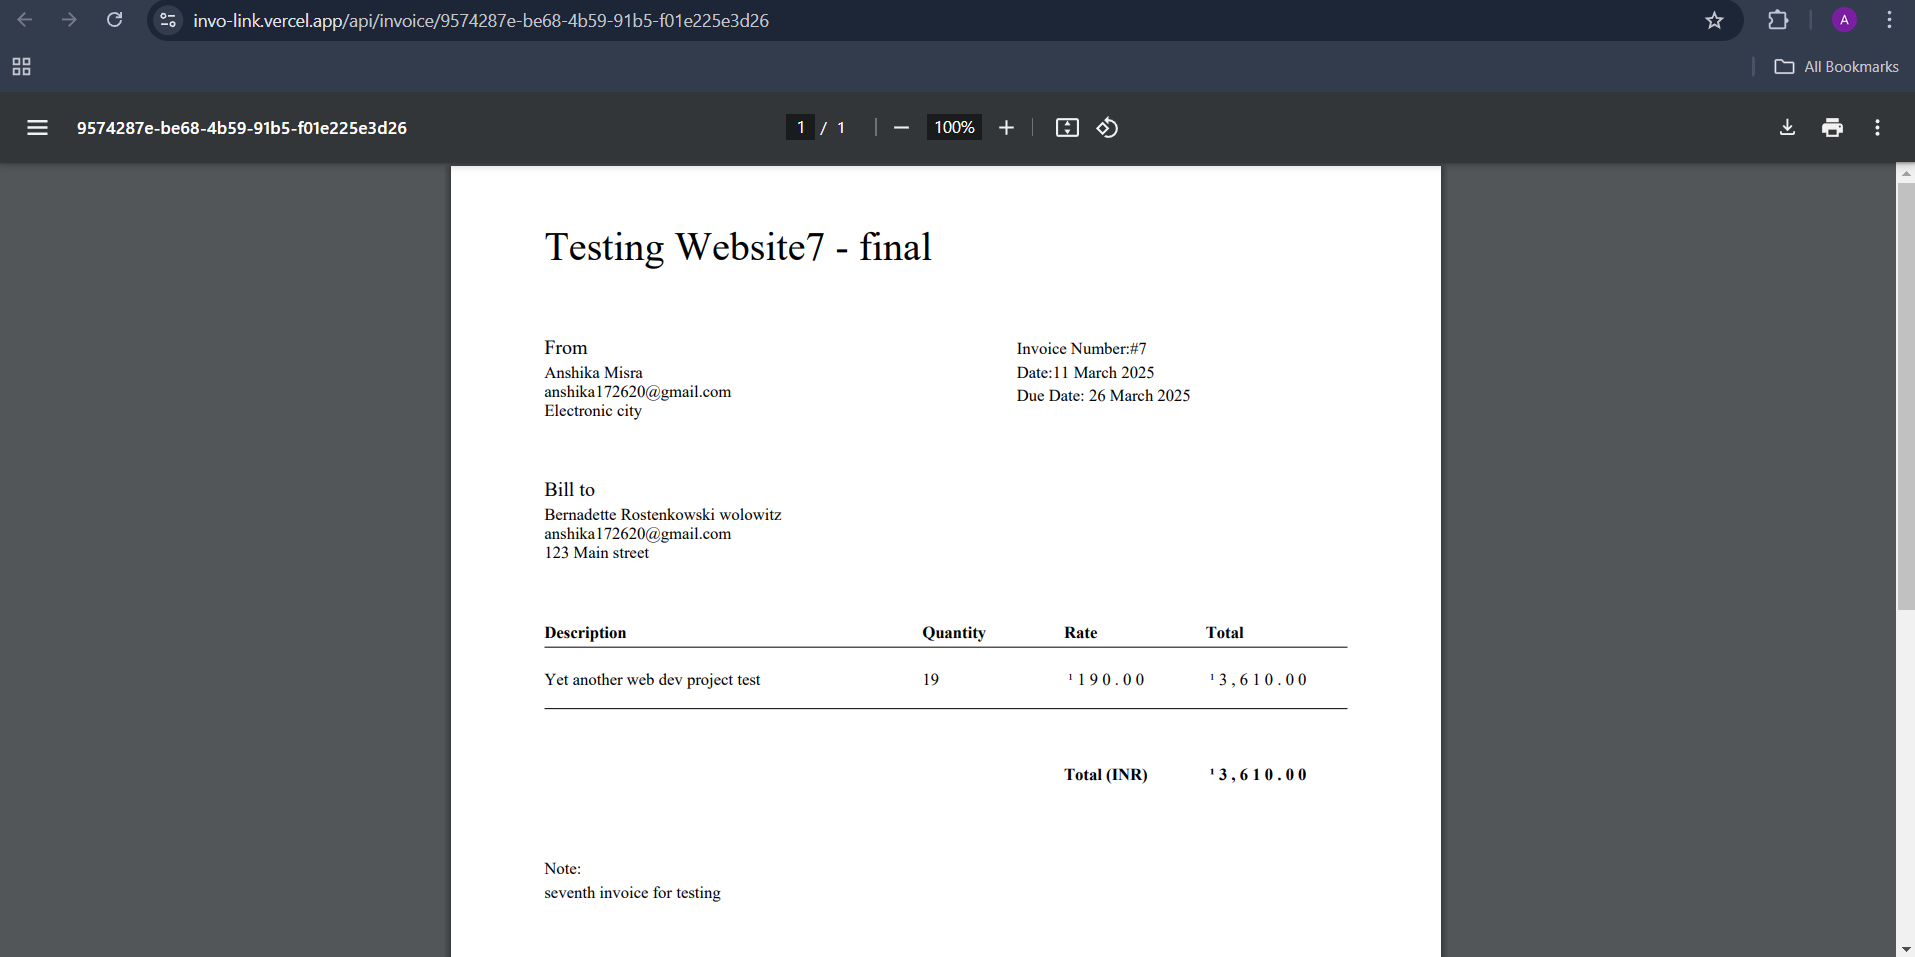 invo-link.vercel.app/api/invoice/9574287e-be68-4b59-91b5-f01e225e3d26
A
All Bookmarks
9574287e-be68-4b59-91b5-f01e225e3d26
1 / 1
100%
Testing Website7 - final
From
Anshika Misra
anshika172620@gmail.com
Electronic city
Invoice Number:#7
Date:11 March 2025
Due Date: 26 March 2025
Bill to
Bernadette Rostenkowski wolowitz
anshika172620@gmail.com
123 Main street
Description Quantity Rate Total
Yet another web dev project test 19 ¹190.00 ¹3,610.00
Total (INR) ¹3,610.00
Note:
seventh invoice for testing